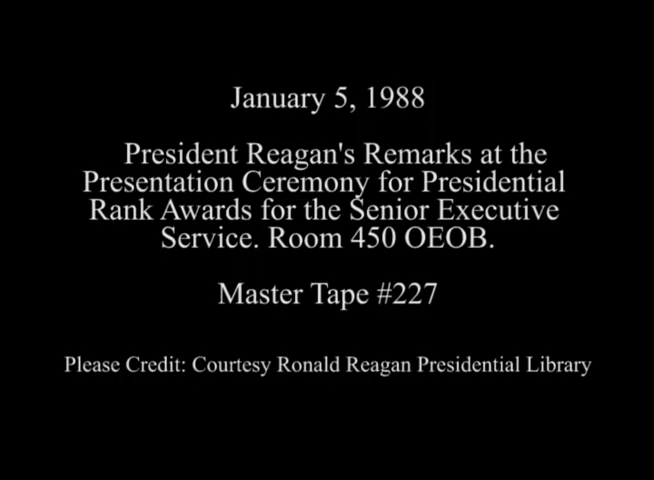 January 5, 1988
President Reagan's Remarks at the
Presentation Ceremony for Presidential
Rank Awards for the Senior Executive
Service. Room 450 OEOB.
Master Tape #227
Please Credit: Courtesy Ronald Reagan Presidential Library